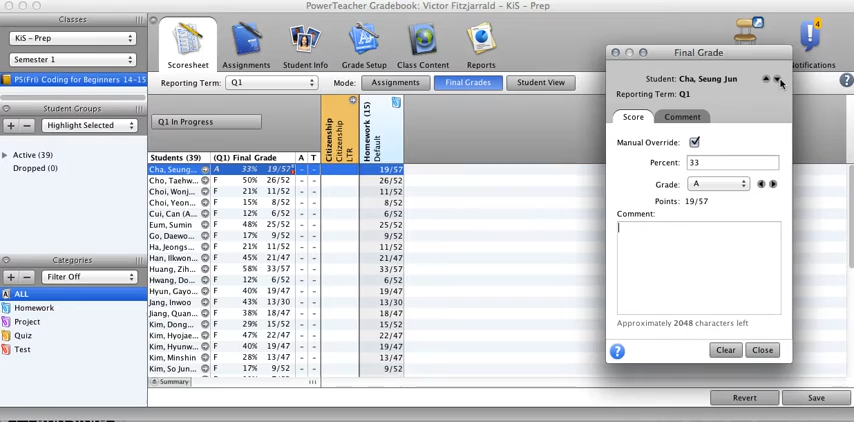 PowerTeacher Gradebook: Victor Fitzjarrald - KiS - Prep
Classes
KiS - Prep
Semester 1
P5(Fri) Coding for Beginners 14-15
Student Groups
Highlight Selected
Active (39)
Dropped (0)
Categories
Filter Off
ALL
Homework
Project
Quiz
Test
Scoresheet
Assignments
Student Info
Grade Setup
Class Content
Reports
4
Notifications
Reporting Term: Q1
Mode: Assignments Final Grades Student View
Q1 In Progress
Citizenship
Citizenship
LTR
Homework (15)
Default
Students (39) (Q1) Final Grade A T
Cha, Seung... A 33% 19/57 - - 19/57
Cho, Taehw... F 50% 26/52 - - 26/52
Choi, Wonj... F 21% 11/52 - - 11/52
Choi, Yeon... F 15% 8/52 - - 8/52
Cui, Can (A... F 12% 6/52 - - 6/52
Eum, Sumin F 48% 25/52 - - 25/52
Go, Daewo... F 17% 9/52 - - 9/52
Ha, Jeongs... F 21% 11/52 - - 11/52
Han, Ilkwon... F 45% 21/47 - - 21/47
Huang, Zih... F 58% 33/57 - - 33/57
Hwang, Do... F 12% 6/52 - - 6/52
Hyun, Gayo... F 40% 19/47 - - 19/47
Jang, Inwoo F 43% 13/30 - - 13/30
Jiang, Quan... F 38% 18/47 - - 18/47
Kim, Dong... F 29% 15/52 - - 15/52
Kim, Hyojae... F 47% 22/47 - - 22/47
Kim, Hyunw... F 40% 19/47 - - 19/47
Kim, Minshin F 28% 13/47 - - 13/47
Kim, So Jun... F 17% 9/52 - - 9/52
Summary
Revert
Save
Final Grade
Student: Cha, Seung Jun
Reporting Term: Q1
Score Comment
Manual Override:
Percent: 33
Grade: A
Points: 19/57
Comment:
Approximately 2048 characters left
?
Clear
Close